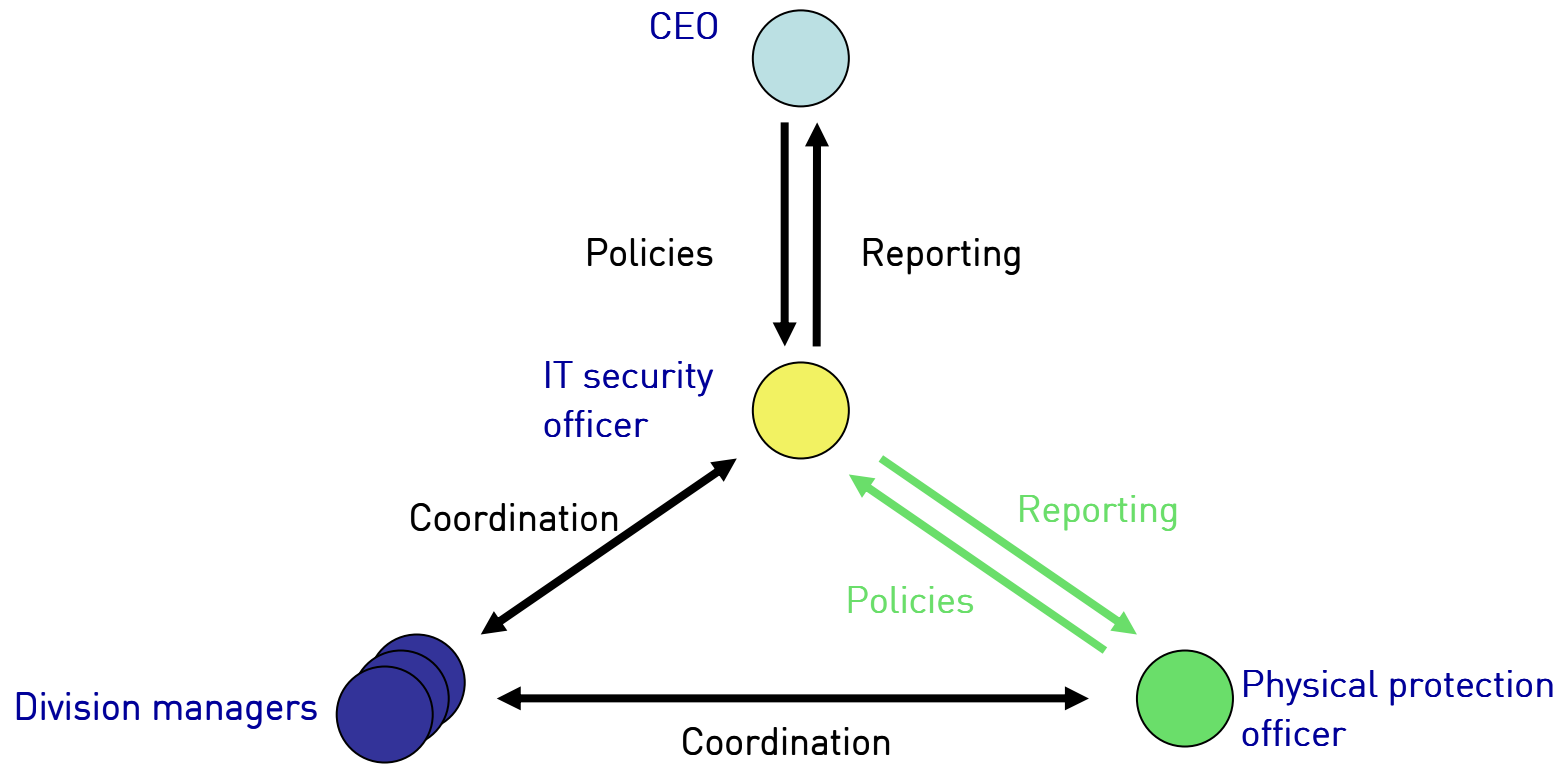 CEO
Policies
Reporting
IT security
officer
Coordination
Reporting
Policies
Division managers
Physical protection
officer
Coordination